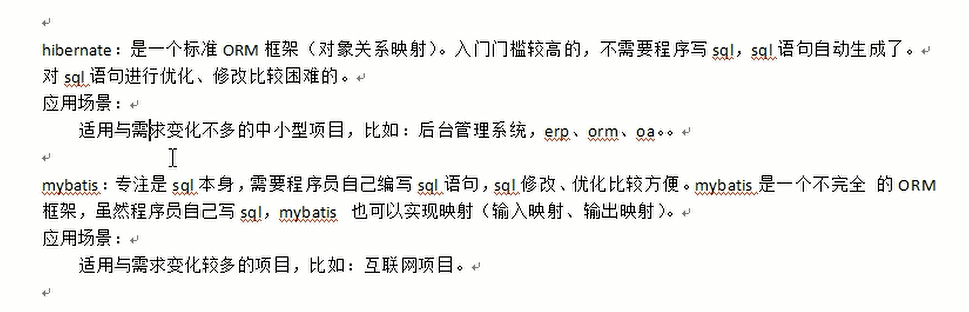 hibernate：是一个标准 ORM 框架（对象关系映射）。入门门槛较高的，不需要程序写 sql，sql 语句自动生成了。
对 sql 语句进行优化、修改比较困难的。
应用场景：
适用与需求变化不多的中小型项目，比如：后台管理系统，erp、orm、oa。。
mybatis：专注是 sql 本身，需要程序员自己编写 sql 语句，sql 修改、优化比较方便。mybatis 是一个不完全 的 ORM
框架，虽然程序员自己写 sql，mybatis 也可以实现映射（输入映射、输出映射）。
应用场景：
适用与需求变化较多的项目，比如：互联网项目。